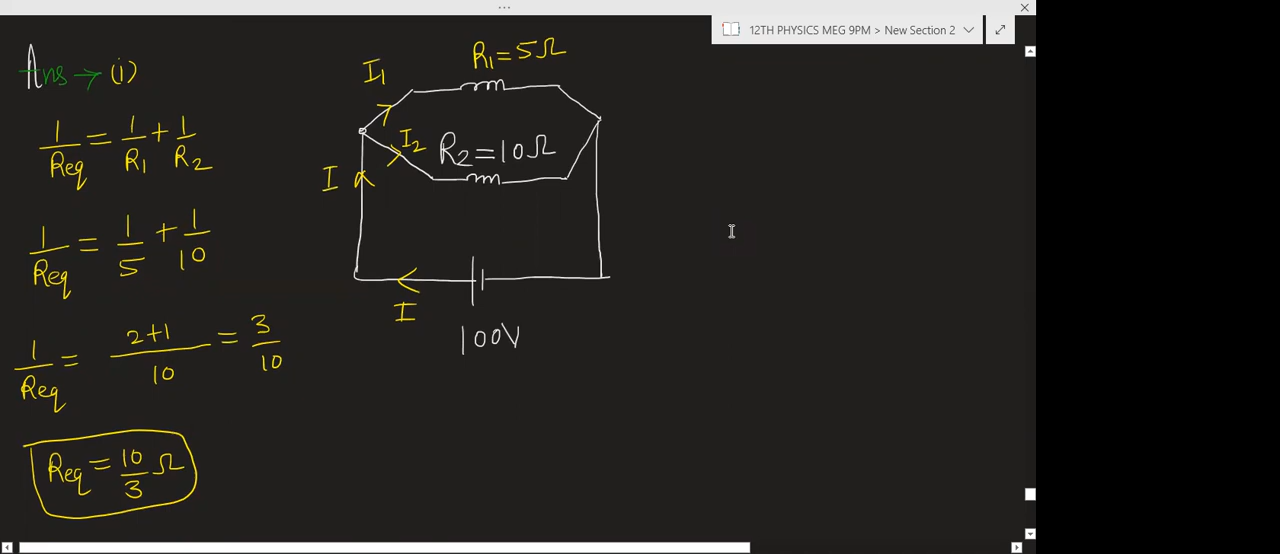 12TH PHYSICS MEG 9PM > New Section 2
Ans → (i)
1/Req = 1/R1 + 1/R2
1/Req = 1/5 + 1/10
1/Req = 2+1/10 = 3/10
Req = 10/3 Ω
R1 = 5Ω
I1
I2
R2 = 10Ω
I
I
100V